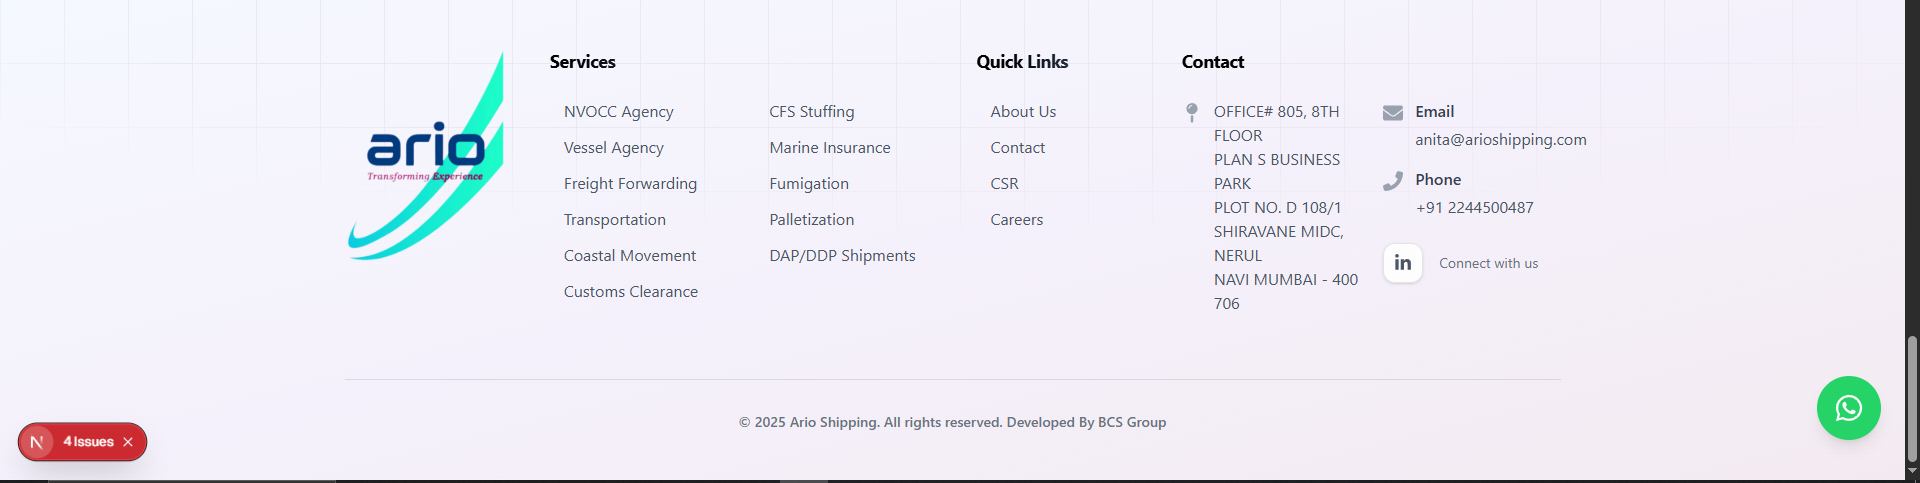 ario
Transforming Experience
Services
NVOCC Agency
Vessel Agency
Freight Forwarding
Transportation
Coastal Movement
Customs Clearance
CFS Stuffing
Marine Insurance
Fumigation
Palletization
DAP/DDP Shipments
Quick Links
About Us
Contact
CSR
Careers
Contact
OFFICE# 805, 8TH
FLOOR
PLAN S BUSINESS
PARK
PLOT NO. D 108/1
SHIRAVANE MIDC,
NERUL
NAVI MUMBAI - 400
706
Email
anita@arioshipping.com
Phone
+91 2244500487
in
Connect with us
© 2025 Ario Shipping. All rights reserved. Developed By BCS Group
N
4 Issues